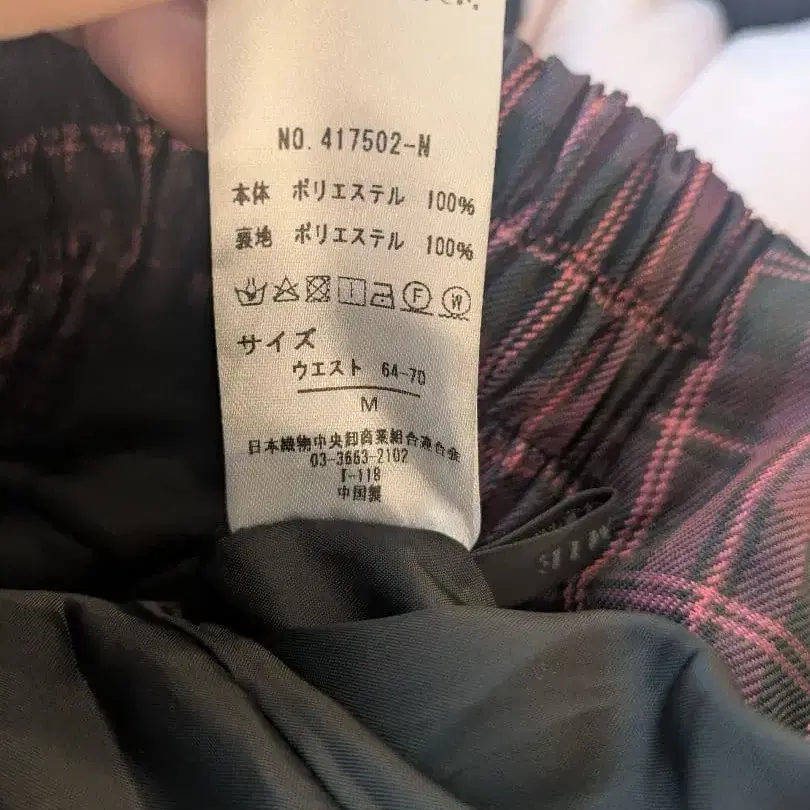 NO. 417502-N
本体 ポリエステル 100%
裏地 ポリエステル 100%
F W
サイズ
ウエスト 64-70
M
日本織物中央卸商業組合連合会
03-3663-2102
I-118
中国製